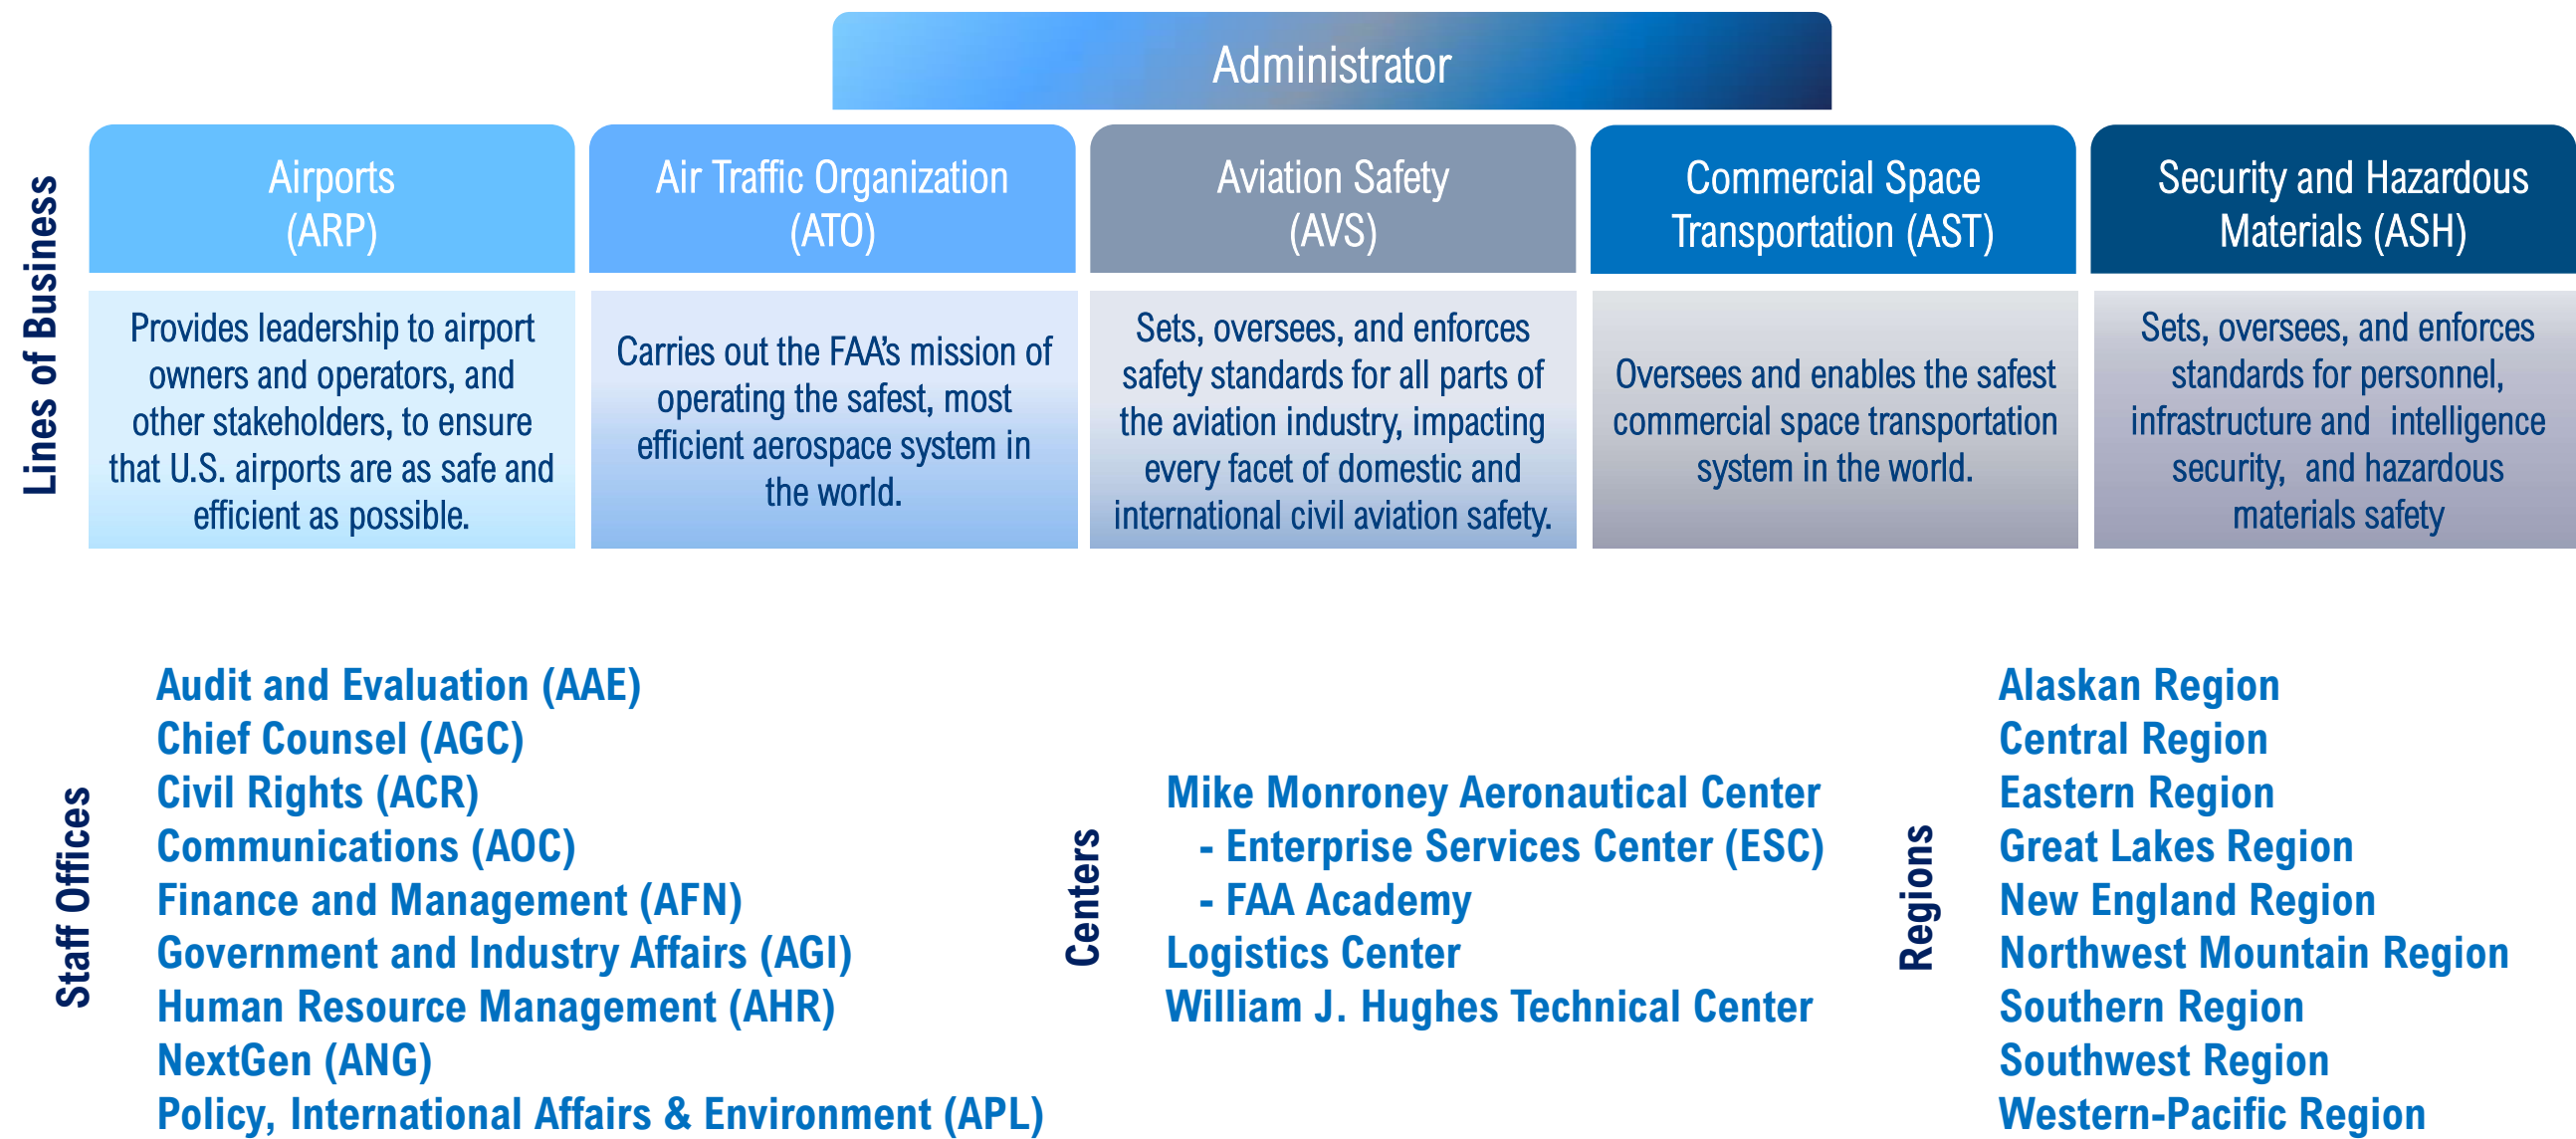 Administrator
Lines of Business
Airports
(ARP)
Provides leadership to airport
owners and operators, and
other stakeholders, to ensure
that U.S. airports are as safe and
efficient as possible.
Air Traffic Organization
(ATO)
Carries out the FAA’s mission of
operating the safest, most
efficient aerospace system in
the world.
Aviation Safety
(AVS)
Sets, oversees, and enforces
safety standards for all parts of
the aviation industry, impacting
every facet of domestic and
international civil aviation safety.
Commercial Space
Transportation (AST)
Oversees and enables the safest
commercial space transportation
system in the world.
Security and Hazardous
Materials (ASH)
Sets, oversees, and enforces
standards for personnel,
infrastructure and intelligence
security, and hazardous
materials safety
Staff Offices
Audit and Evaluation (AAE)
Chief Counsel (AGC)
Civil Rights (ACR)
Communications (AOC)
Finance and Management (AFN)
Government and Industry Affairs (AGI)
Human Resource Management (AHR)
NextGen (ANG)
Policy, International Affairs & Environment (APL)
Centers
Mike Monroney Aeronautical Center
- Enterprise Services Center (ESC)
- FAA Academy
Logistics Center
William J. Hughes Technical Center
Regions
Alaskan Region
Central Region
Eastern Region
Great Lakes Region
New England Region
Northwest Mountain Region
Southern Region
Southwest Region
Western-Pacific Region